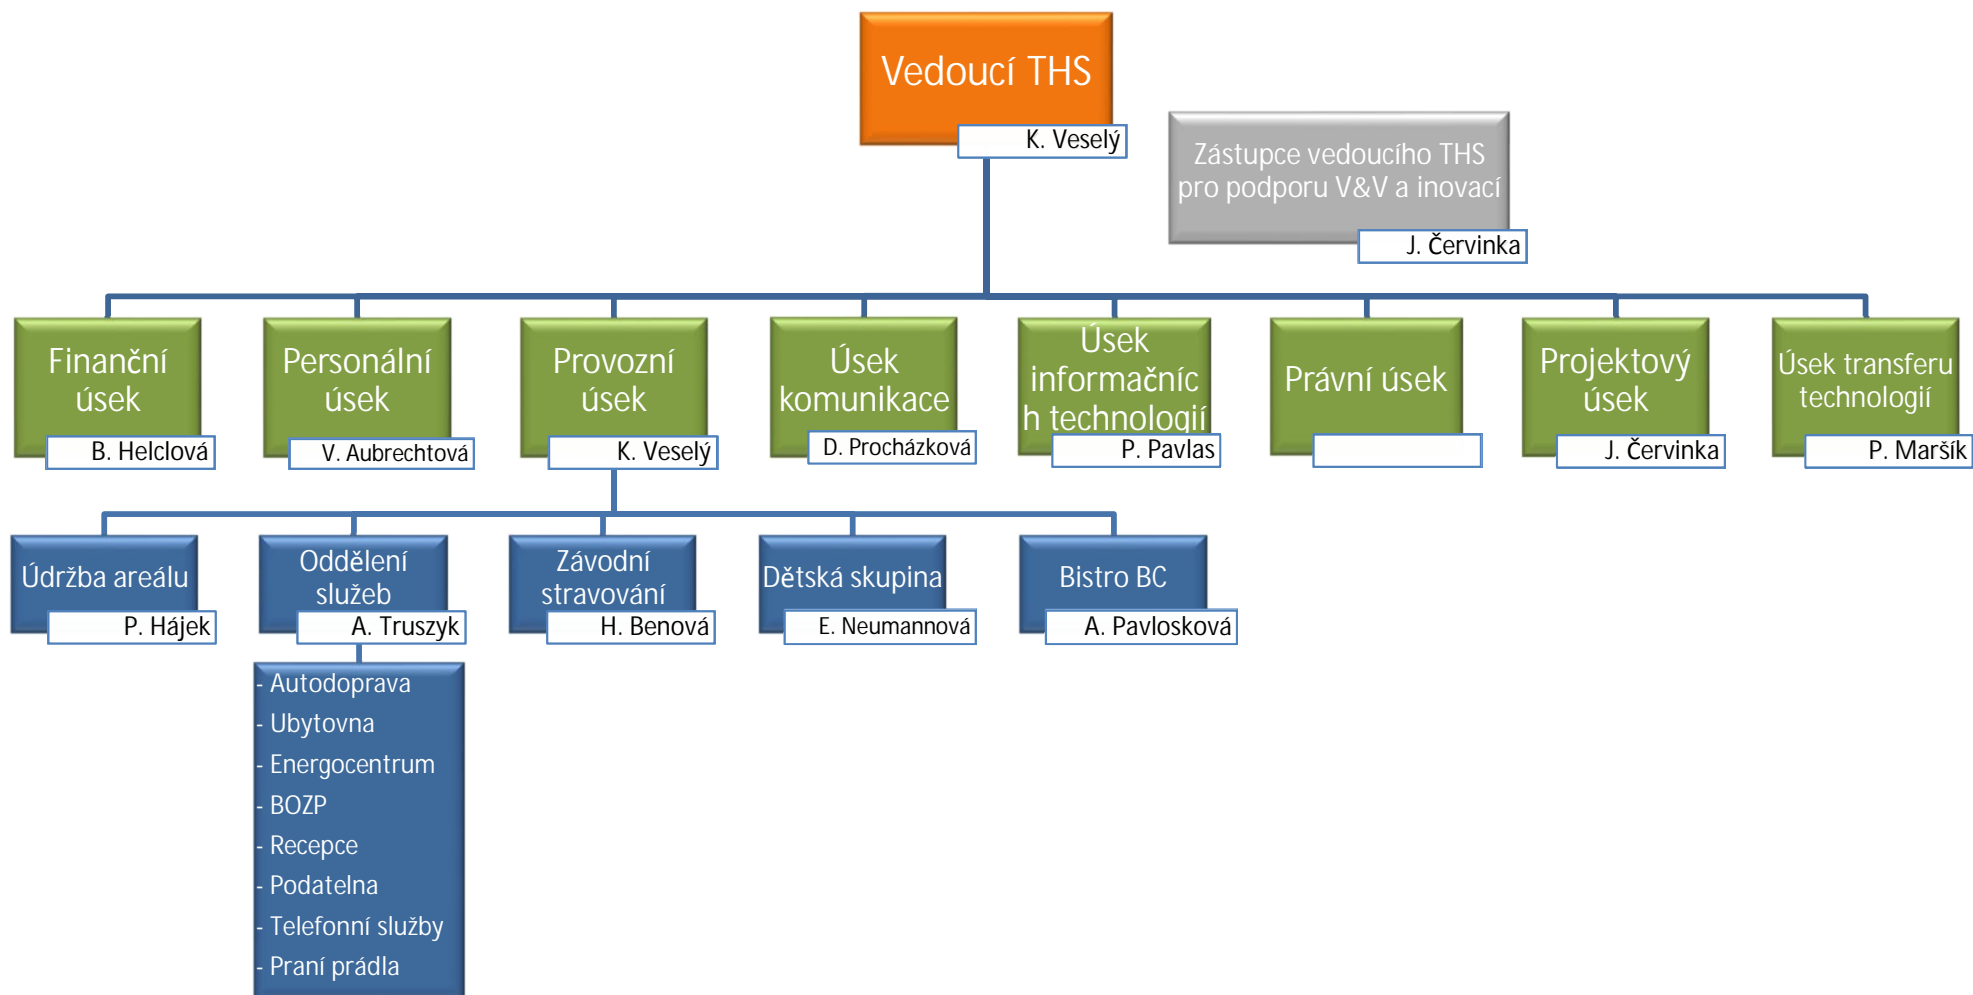 Vedoucí THS
K. Veselý
Zástupce vedoucího THS
pro podporu V&V a inovací
J. Červinka
Finanční
úsek
B. Helclová
Personální
úsek
V. Aubrechtová
Provozní
úsek
K. Veselý
Úsek
komunikace
D. Procházková
Úsek
informačníc
h technologií
P. Pavlas
Právní úsek
Projektový
úsek
J. Červinka
Úsek transferu
technologií
P. Maršík
Údržba areálu
P. Hájek
Oddělení
služeb
A. Truszyk
Závodní
stravování
H. Benová
Dětská skupina
E. Neumannová
Bistro BC
A. Pavlosková
- Autodoprava
- Ubytovna
- Energocentrum
- BOZP
- Recepce
- Podatelna
- Telefonní služby
- Praní prádla